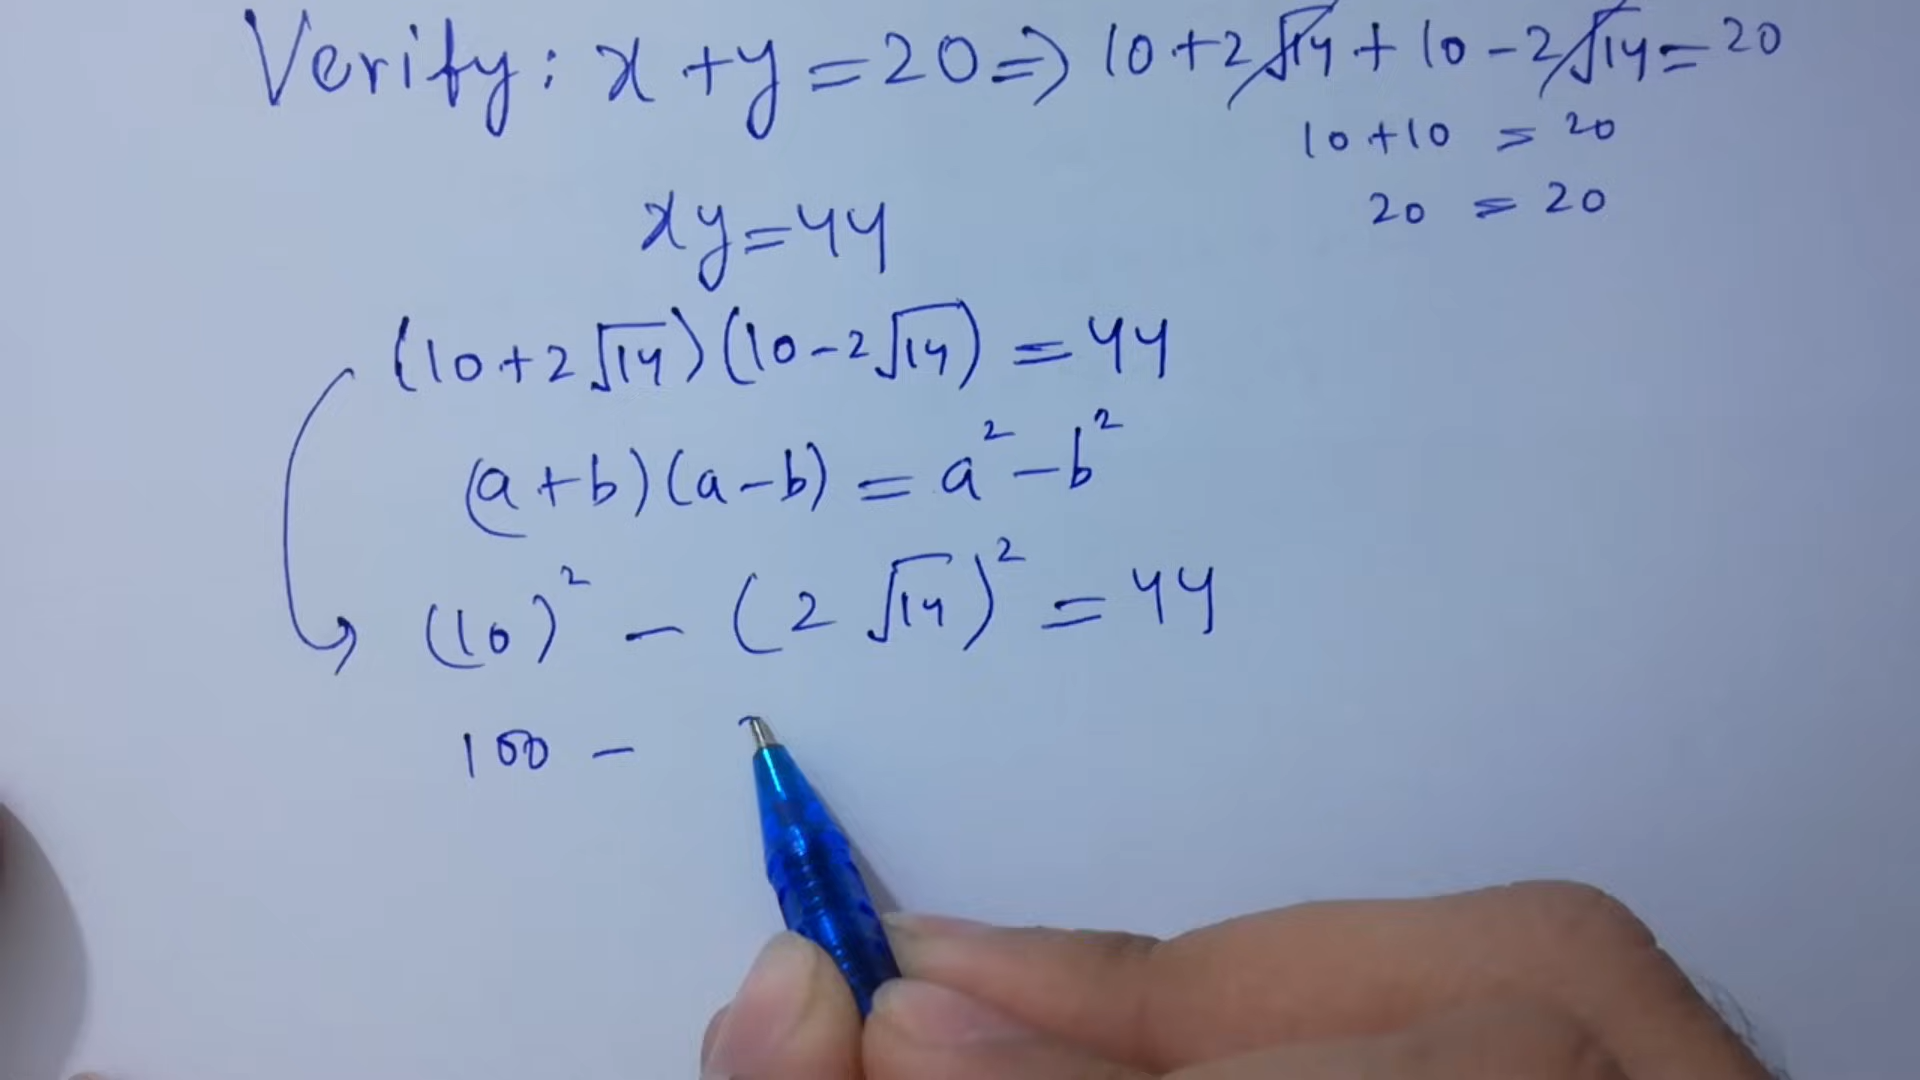 Verify: x + y = 20 ⇒ 10 + 2√14 + 10 - 2√14 = 20
10 + 10 = 20
20 = 20
xy = 44
(10 + 2√14)(10 - 2√14) = 44
(a + b)(a - b) = a² - b²
(10)² - (2√14)² = 44
100 -